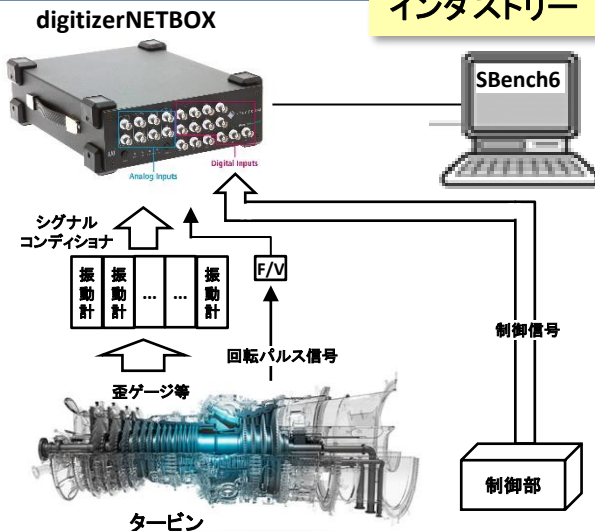 インダストリー
digitizerNETBOX
SBench6
Analog Inputs
Digital Inputs
シグナル
コンディショナ
振動計
振動計
...
...
振動計
F/V
回転パルス信号
制御信号
歪ゲージ等
制御部
タービン